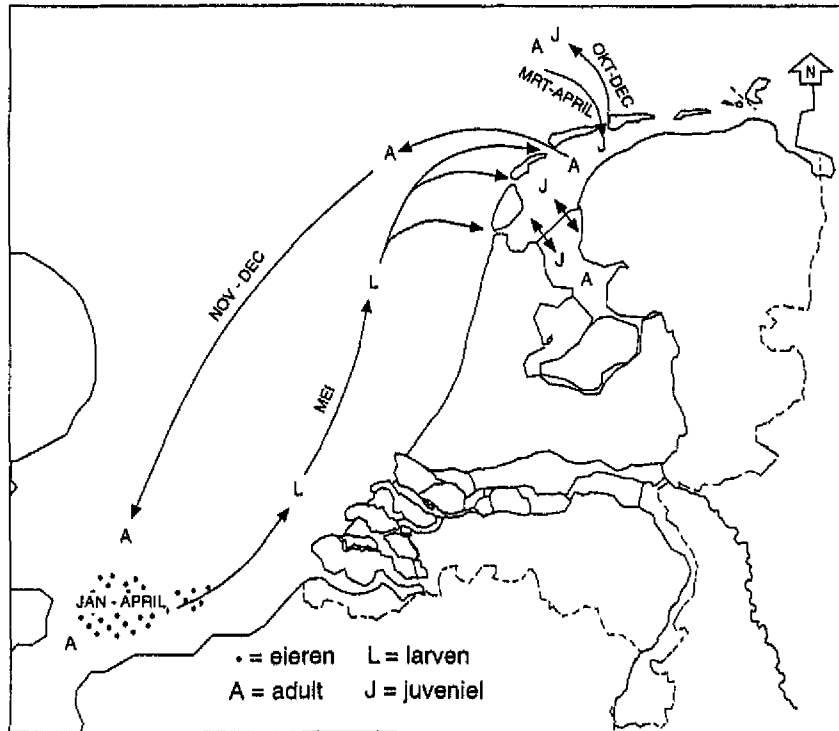 J
A
OKT-DEC
MRT-APRIL
N
J
A
A
J
J
A
NOV - DEC
L
MEI
L
A
JAN - APRIL
A
• = eieren L = larven
A = adult J = juveniel